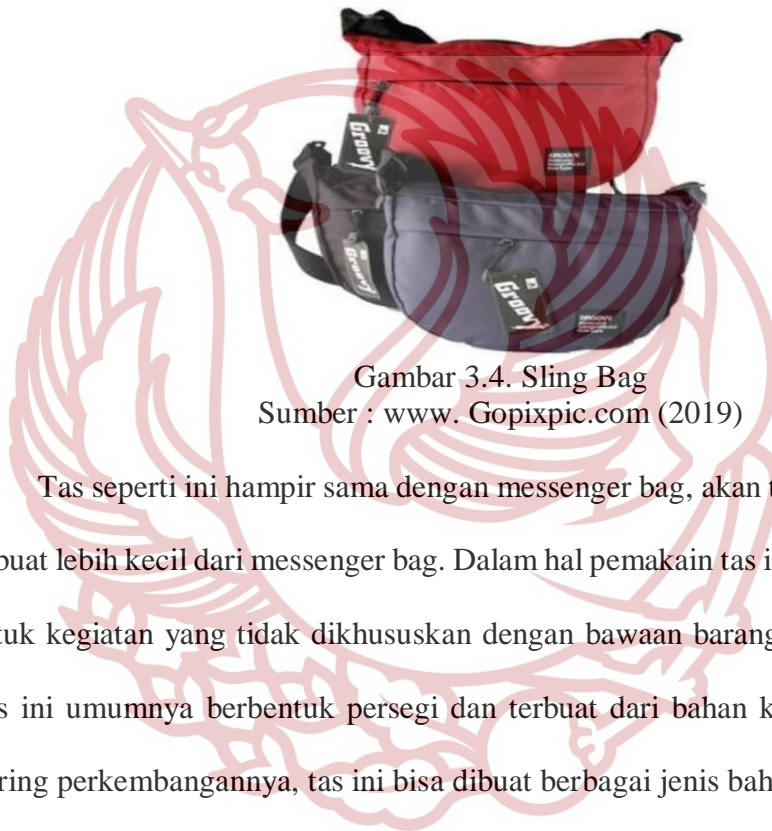 Groovy
GROOVY
Groovy
Groovy
GROOVY
Gambar 3.4. Sling Bag
Sumber : www. Gopixpic.com (2019)
Tas seperti ini hampir sama dengan messenger bag, akan
buat lebih kecil dari messenger bag. Dalam hal pemakain tas
tuk kegiatan yang tidak dikhususkan dengan bawaan barang
s ini umumnya berbentuk persegi dan terbuat dari bahan
ring perkembangannya, tas ini bisa dibuat berbagai jenis